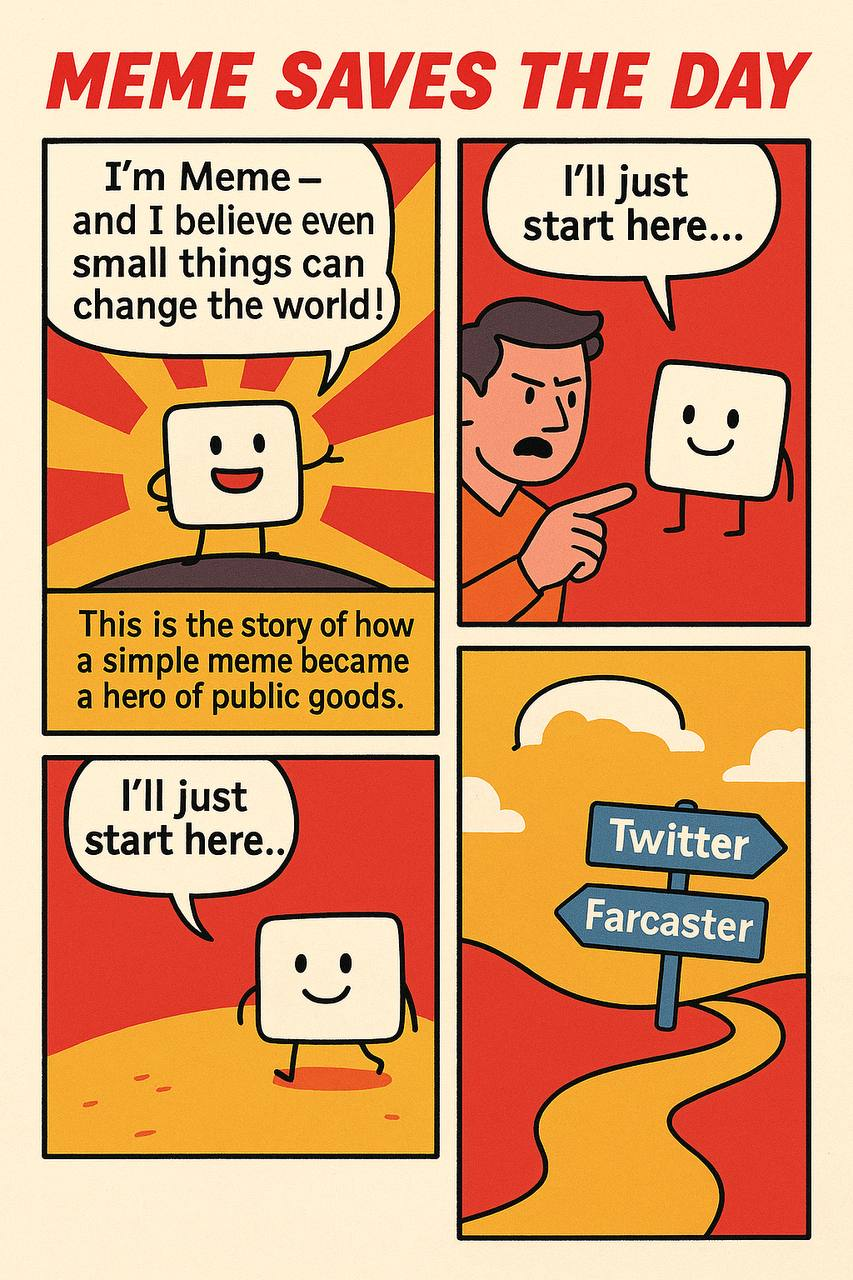 MEME SAVES THE DAY
I'm Meme –
and I believe even
small things can
change the world!
This is the story of how
a simple meme became
a hero of public goods.
I'll just
start here...
I'll just
start here..
Twitter
Farcaster